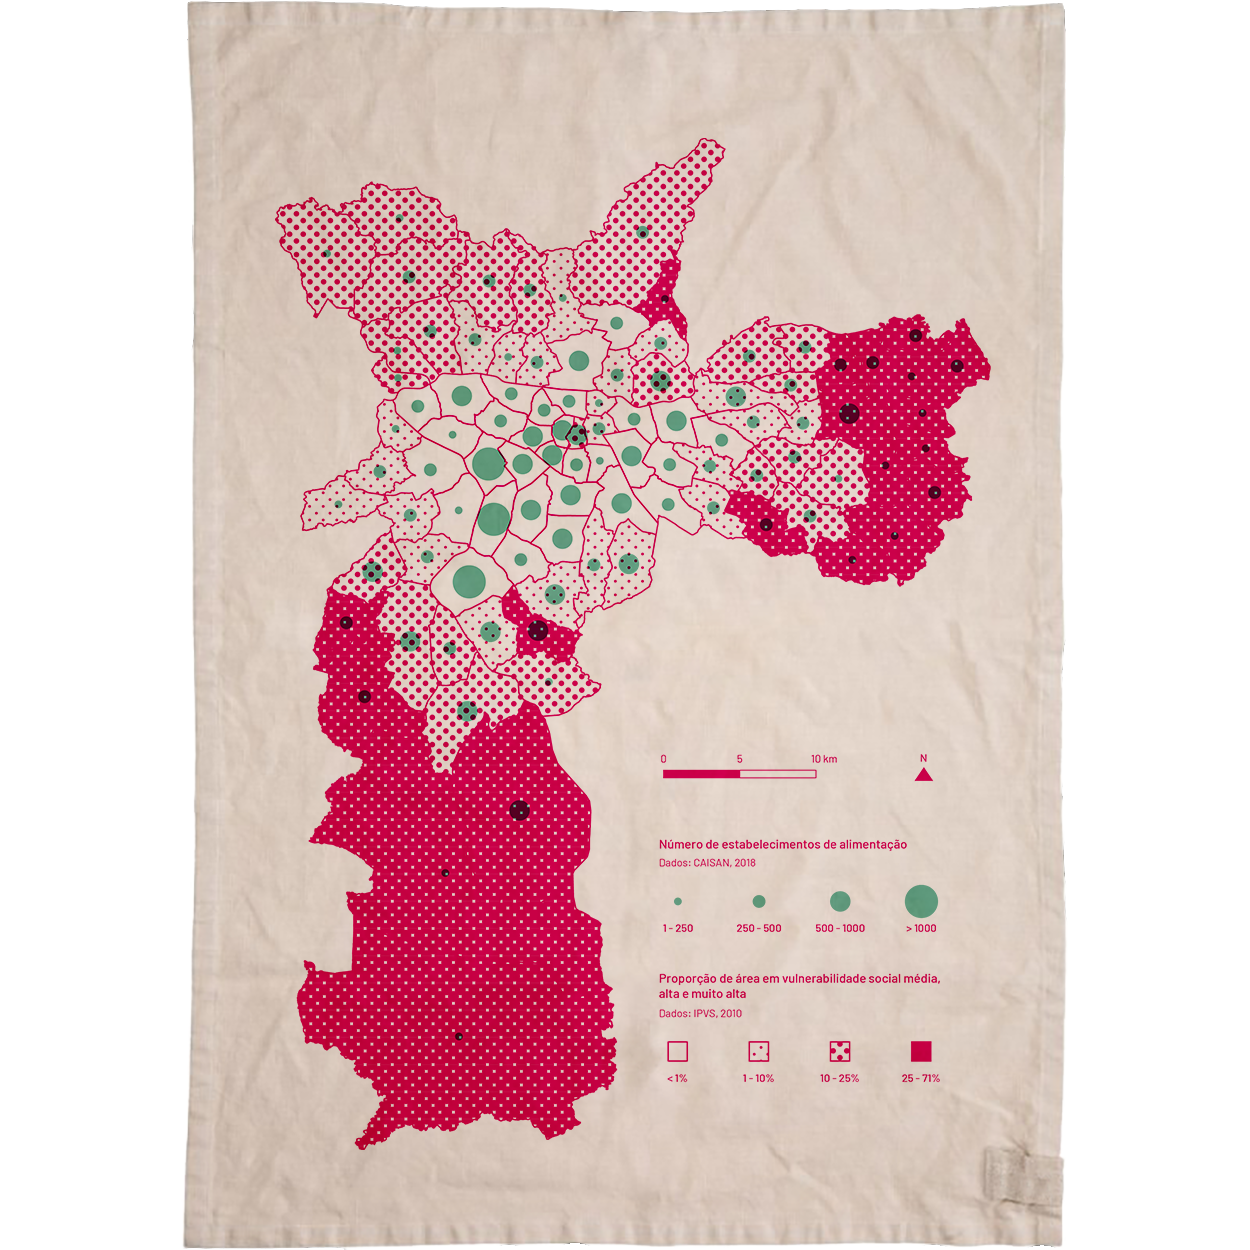 0 5 10 km N
Número de estabelecimentos de alimentação
Dados: CAISAN, 2018
1 - 250 250 - 500 500 - 1000 > 1000
Proporção de área em vulnerabilidade social média,
alta e muito alta
Dados: IPVS, 2010
< 1% 1 - 10% 10 - 25% 25 - 71%